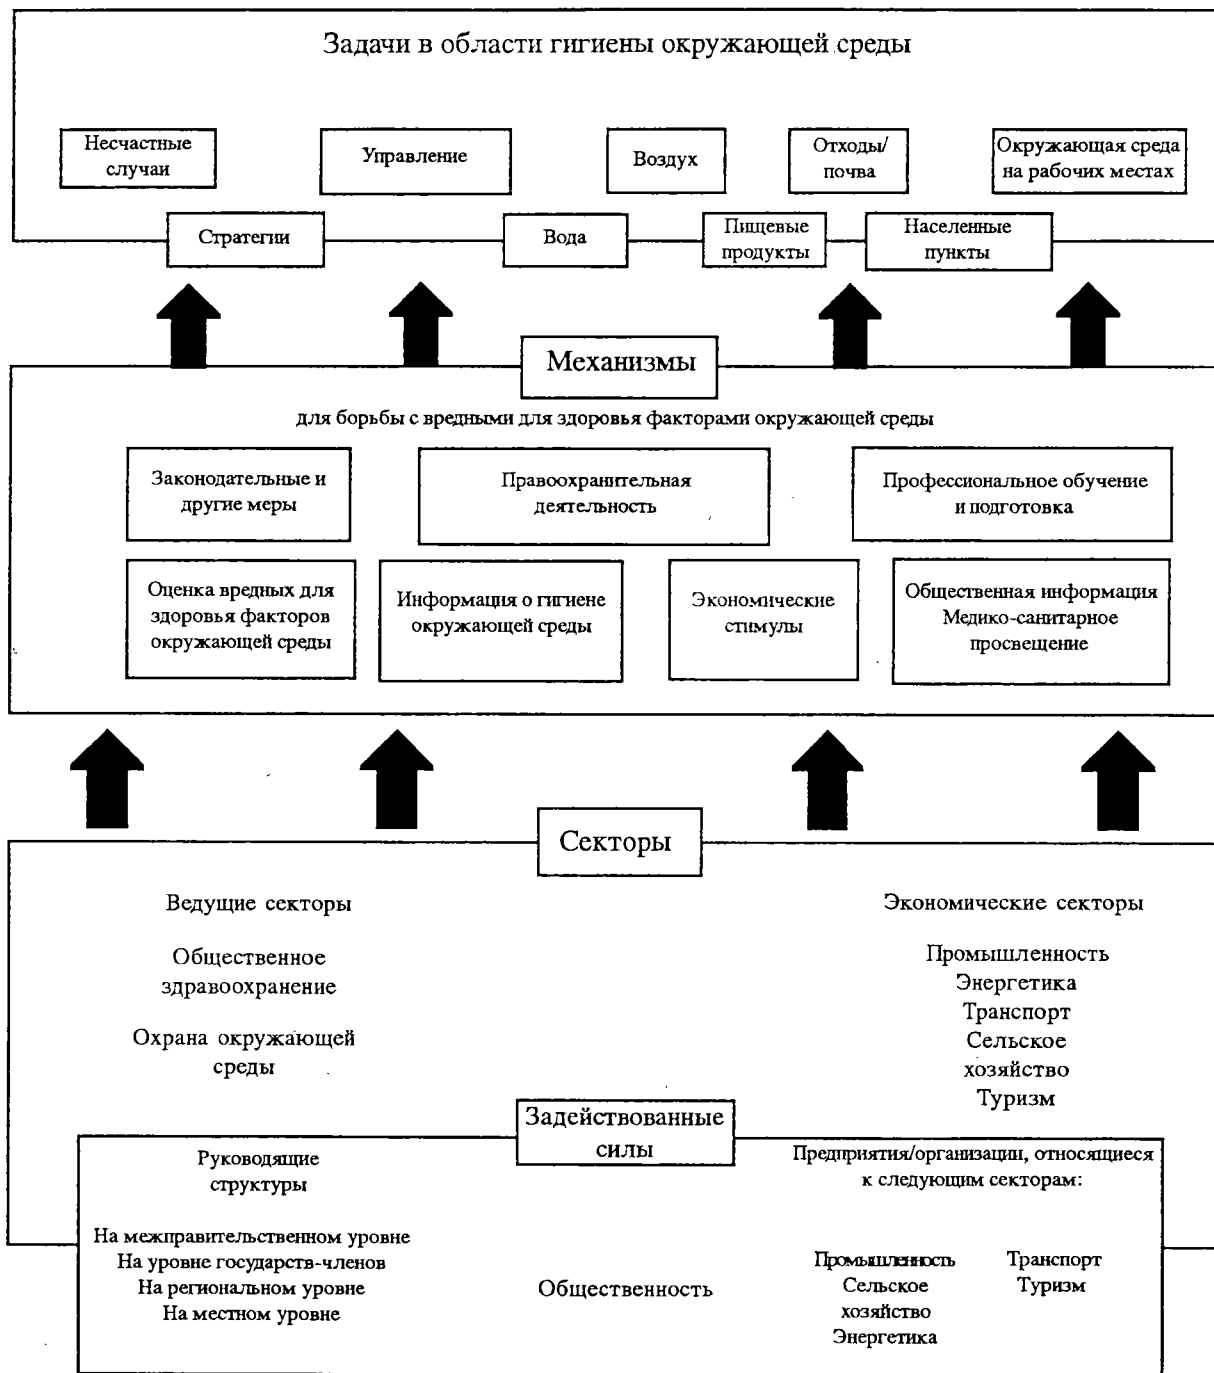 Задачи в области гигиены окружающей среды
Несчастные
случаи
Управление
Воздух
Отходы/
почва
Окружающая среда
на рабочих местах
Стратегии
Вода
Пищевые
продукты
Населенные
пункты
Механизмы
для борьбы с вредными для здоровья факторами окружающей среды
Законодательные и
другие меры
Правоохранительная
деятельность
Профессиональное обучение
и подготовка
Оценка вредных для
здоровья факторов
окружающей среды
Информация о гигиене
окружающей среды
Экономические
стимулы
Общественная информация
Медико-санитарное
просвещение
Секторы
Ведущие секторы
Общественное
здравоохранение
Охрана окружающей
среды
Экономические секторы
Промышленность
Энергетика
Транспорт
Сельское
хозяйство
Туризм
Задействованные
силы
Руководящие
структуры
На межправительственном уровне
На уровне государств-членов
На региональном уровне
На местном уровне
Общественность
Предприятия/организации, относящиеся
к следующим секторам:
Промышленность
Сельское
хозяйство
Энергетика
Транспорт
Туризм